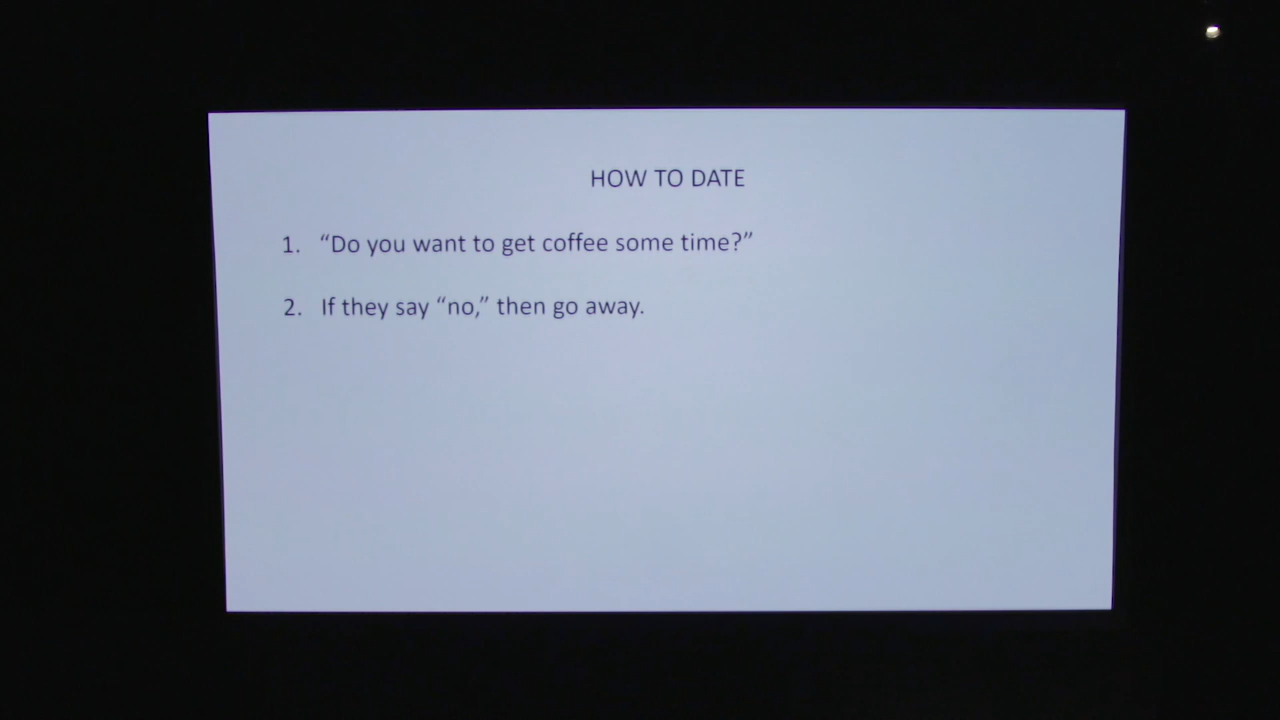 HOW TO DATE
1. “Do you want to get coffee some time?”
2. If they say “no,” then go away.